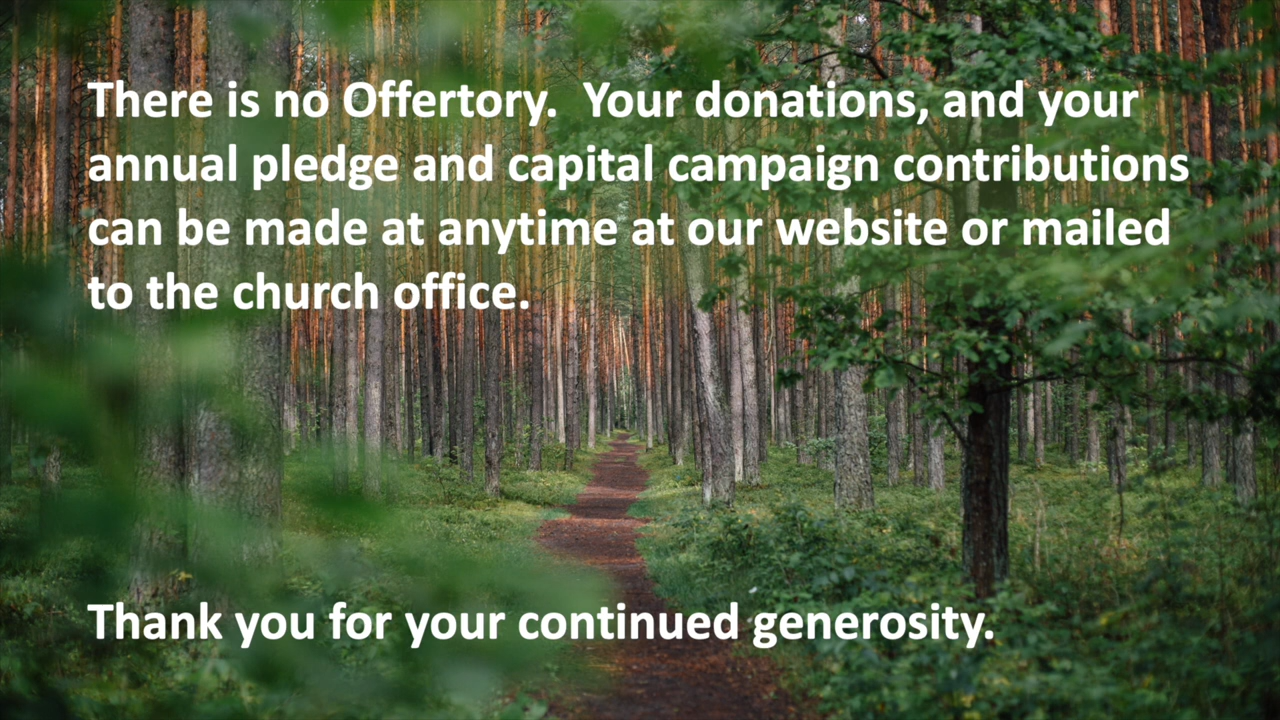 There is no Offertory.  Your donations, and your
annual pledge and capital campaign contributions
can be made at anytime at our website or mailed
to the church office.
Thank you for your continued generosity.